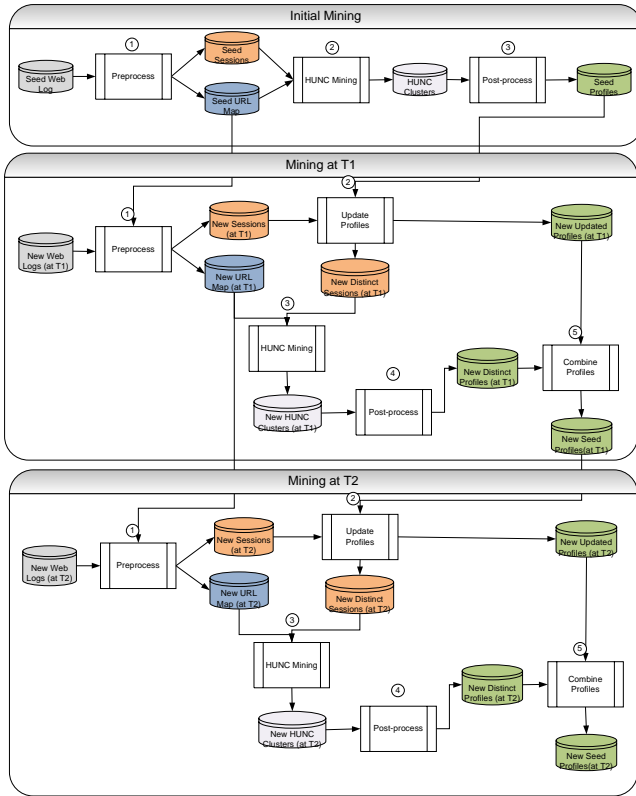 Initial Mining
1
2
3
Seed Web
Log
Preprocess
Seed
Sessions
Seed URL
Map
HUNC Mining
HUNC
Clusters
Post-process
Seed
Profiles
Mining at T1
1
2
New Web
Logs (at T1)
Preprocess
New Sessions
(at T1)
New URL
Map (at T1)
Update
Profiles
New Updated
Profiles (at T1)
New Distinct
Sessions (at T1)
3
HUNC Mining
4
5
New HUNC
Clusters (at T1)
Post-process
New Distinct
Profiles (at T1)
Combine
Profiles
New Seed
Profiles(at T1)
Mining at T2
1
2
New Web
Logs (at T2)
Preprocess
New Sessions
(at T2)
New URL
Map (at T2)
Update
Profiles
New Updated
Profiles (at T2)
New Distinct
Sessions (at T2)
3
HUNC Mining
4
5
New HUNC
Clusters (at T2)
Post-process
New Distinct
Profiles (at T2)
Combine
Profiles
New Seed
Profiles(at T2)